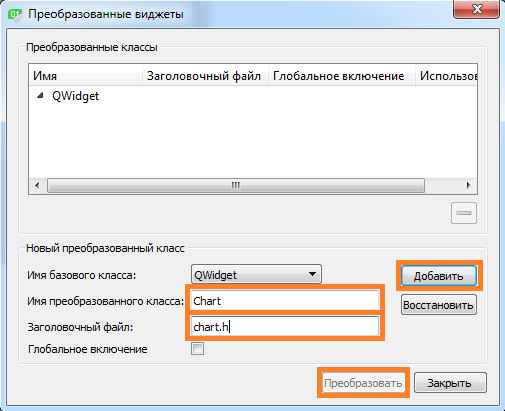 Преобразованные виджеты
Преобразованные классы
Имя Заголовочный файл Глобальное включение Использов
QWidget
Новый преобразованный класс
Имя базового класса: QWidget Добавить
Имя преобразованного класса: Chart Восстановить
Заголовочный файл: chart.h
Глобальное включение
Преобразовать Закрыть